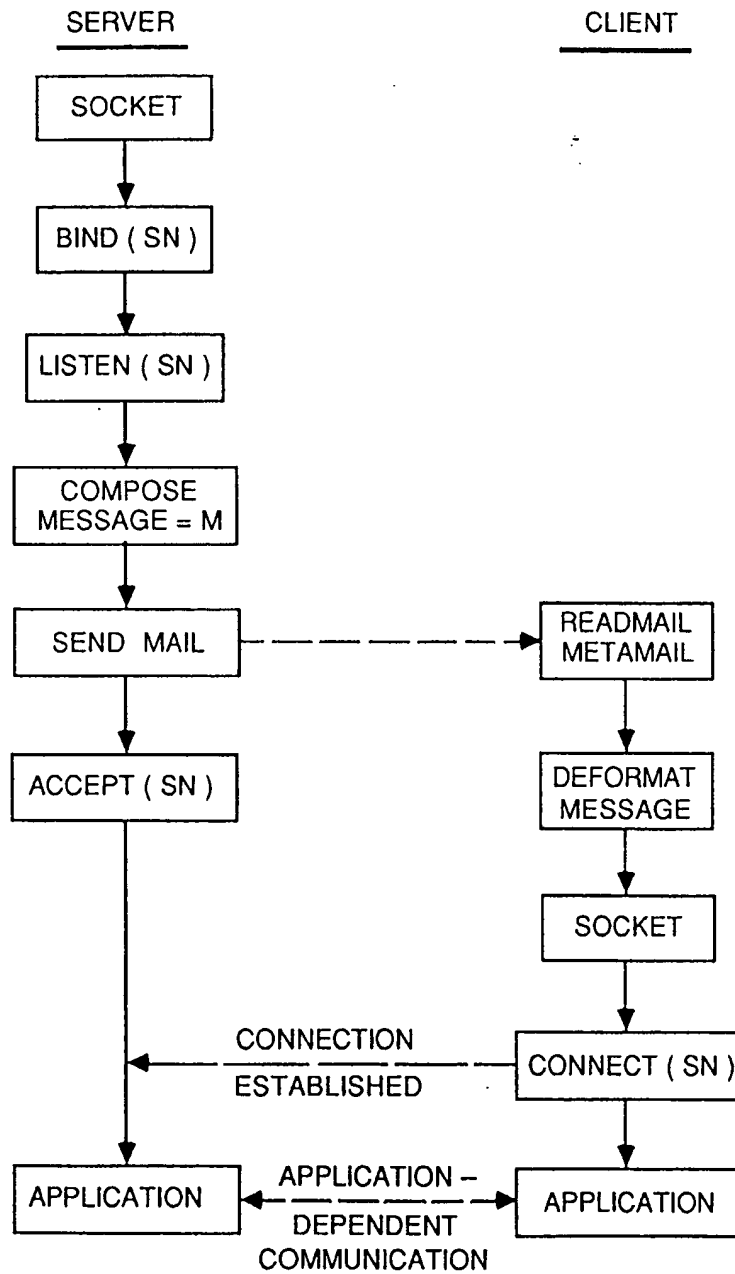 SERVER
CLIENT
SOCKET
BIND ( SN )
LISTEN ( SN )
COMPOSE
MESSAGE = M
SEND MAIL
READMAIL
METAMAIL
ACCEPT ( SN )
DEFORMAT
MESSAGE
SOCKET
CONNECTION
ESTABLISHED
CONNECT ( SN )
APPLICATION
APPLICATION –
DEPENDENT
COMMUNICATION
APPLICATION